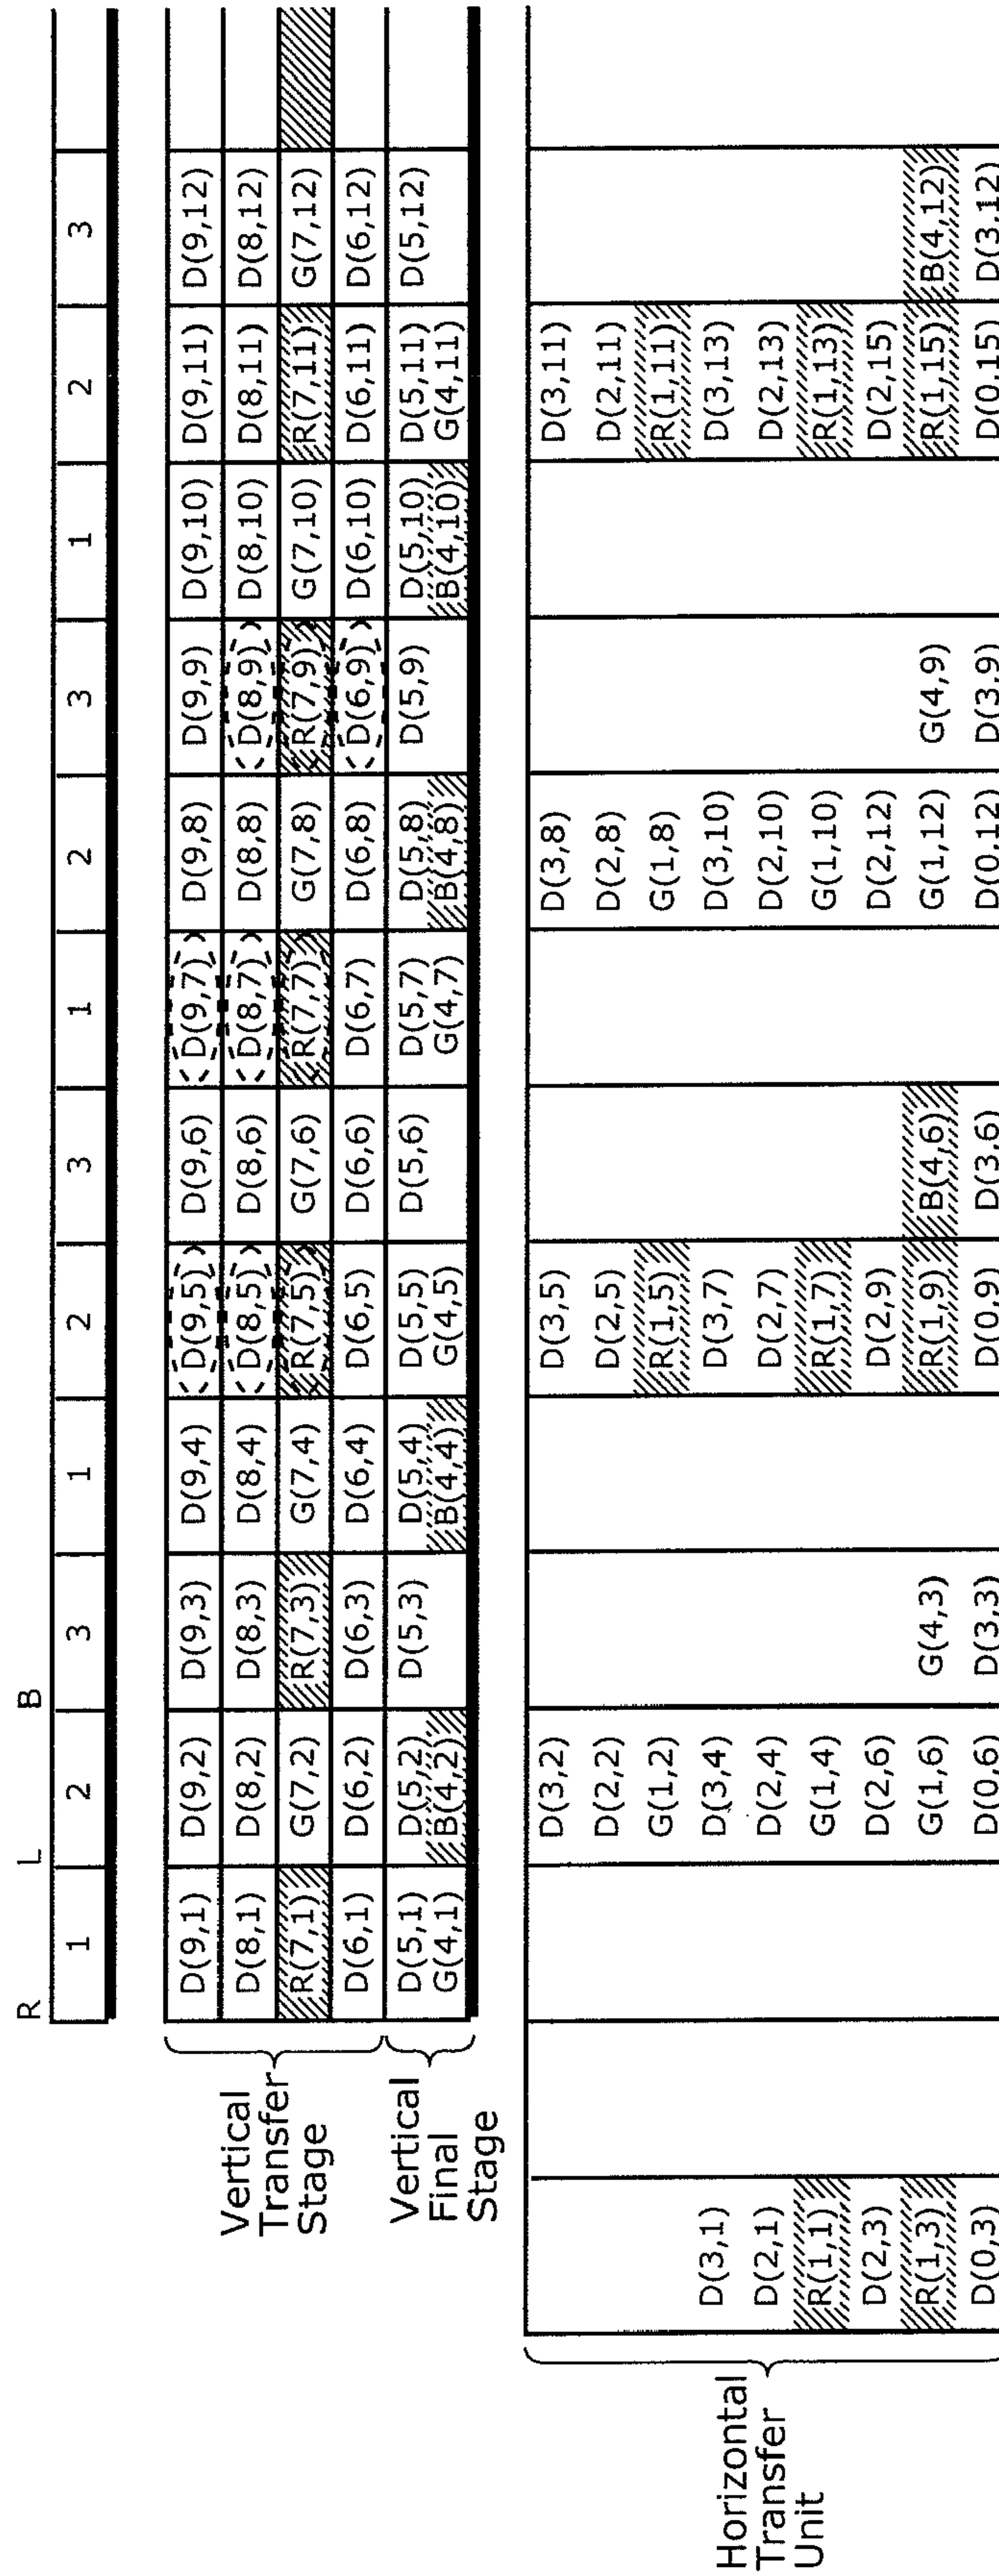 R L B
1 2 3 1 2 3 1 2 3 1 2 3
Vertical
Transfer
Stage
D(9,1) D(9,2) D(9,3) D(9,4) D(9,5) D(9,6) D(9,7) D(9,8) D(9,9) D(9,10) D(9,11) D(9,12)
D(8,1) D(8,2) D(8,3) D(8,4) D(8,5) D(8,6) D(8,7) D(8,8) D(8,9) D(8,10) D(8,11) D(8,12)
R(7,1) G(7,2) R(7,3) G(7,4) R(7,5) G(7,6) R(7,7) G(7,8) R(7,9) G(7,10) R(7,11) G(7,12)
D(6,1) D(6,2) D(6,3) D(6,4) D(6,5) D(6,6) D(6,7) D(6,8) D(6,9) D(6,10) D(6,11) D(6,12)
Vertical
Final
Stage
D(5,1) D(5,2) D(5,3) D(5,4) D(5,5) D(5,6) D(5,7) D(5,8) D(5,9) D(5,10) D(5,11) D(5,12)
G(4,1) B(4,2) B(4,4) G(4,5) G(4,7) B(4,8) B(4,10) G(4,11)
Horizontal
Transfer
Unit
D(3,2) D(3,5) D(3,8) D(3,11)
D(2,2) D(2,5) D(2,8) D(2,11)
G(1,2) R(1,5) G(1,8) R(1,11)
D(3,1) D(3,4) D(3,7) D(3,10) D(3,13)
D(2,1) D(2,4) D(2,7) D(2,10) D(2,13)
R(1,1) G(1,4) R(1,7) G(1,10) R(1,13)
D(2,3) D(2,6) D(2,9) D(2,12) D(2,15)
R(1,3) G(1,6) G(4,3) R(1,9) B(4,6) G(1,12) G(4,9) R(1,15) B(4,12)
D(0,3) D(0,6) D(3,3) D(0,9) D(3,6) D(0,12) D(3,9) D(0,15) D(3,12)